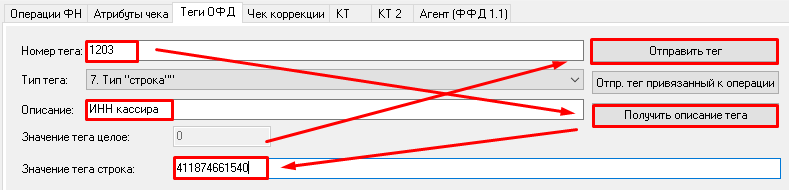 Операции ФН Атрибуты чека Теги ОФД Чек коррекции КТ КТ 2 Агент (ФФД 1.1)
Номер тега: 1203 Отправить тег
Тип тега: 7. Тип "строка"" Отпр. тег привязанный к операции
Описание: ИНН кассира Получить описание тега
Значение тега целое: 0
Значение тега строка: 411874661540